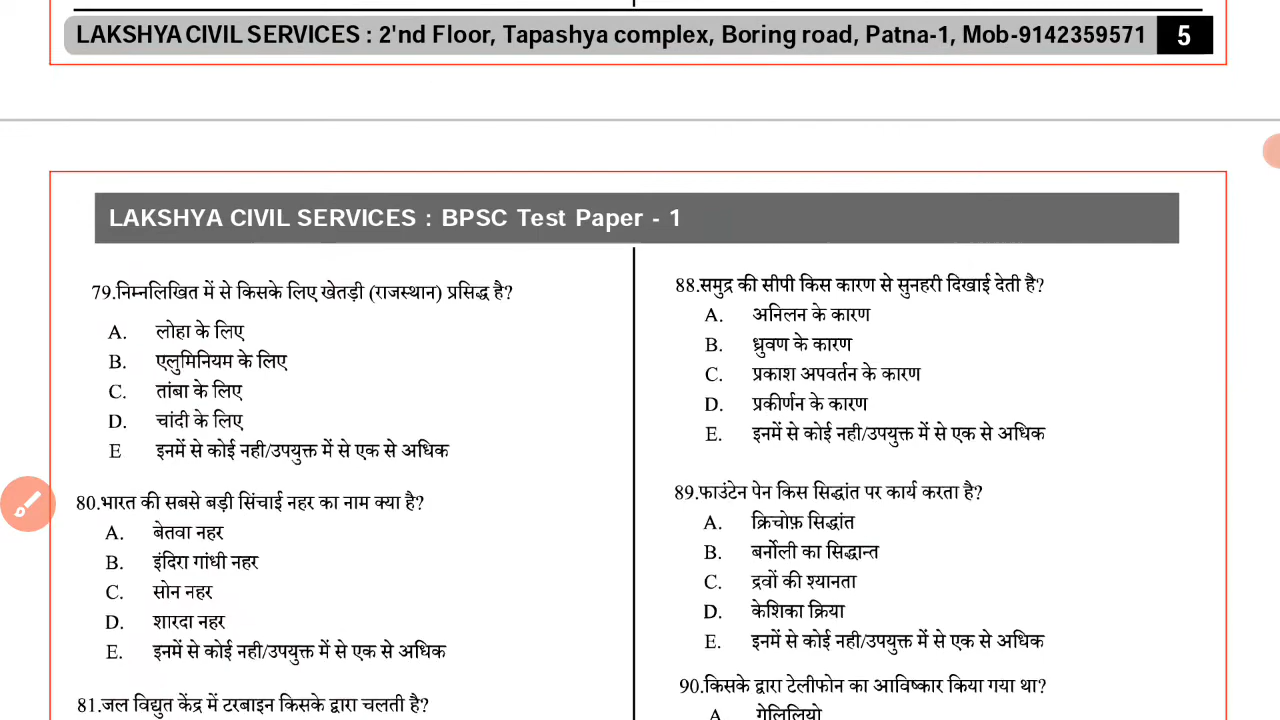 LAKSHYA CIVIL SERVICES : 2'nd Floor, Tapashya complex, Boring road, Patna-1, Mob-9142359571 5
LAKSHYA CIVIL SERVICES : BPSC Test Paper - 1
79.निम्नलिखित में से किसके लिए खेतड़ी (राजस्थान) प्रसिद्ध है?
A. लोहा के लिए
B. एलुमिनियम के लिए
C. तांबा के लिए
D. चांदी के लिए
E इनमें से कोई नही/उपयुक्त में से एक से अधिक
80.भारत की सबसे बड़ी सिंचाई नहर का नाम क्या है?
A. बेतवा नहर
B. इंदिरा गांधी नहर
C. सोन नहर
D. शारदा नहर
E. इनमें से कोई नही/उपयुक्त में से एक से अधिक
81.जल विद्युत केंद्र में टरबाइन किसके द्वारा चलती है?
88.समुद्र की सीपी किस कारण से सुनहरी दिखाई देती है?
A. अनिलन के कारण
B. ध्रुवण के कारण
C. प्रकाश अपवर्तन के कारण
D. प्रकीर्णन के कारण
E. इनमें से कोई नही/उपयुक्त में से एक से अधिक
89.फाउंटेन पेन किस सिद्धांत पर कार्य करता है?
A. क्रिचोफ़ सिद्धांत
B. बर्नोली का सिद्धान्त
C. द्रवों की श्यानता
D. केशिका क्रिया
E. इनमें से कोई नही/उपयुक्त में से एक से अधिक
90.किसके द्वारा टेलीफोन का आविष्कार किया गया था?
A. गेलिलियो